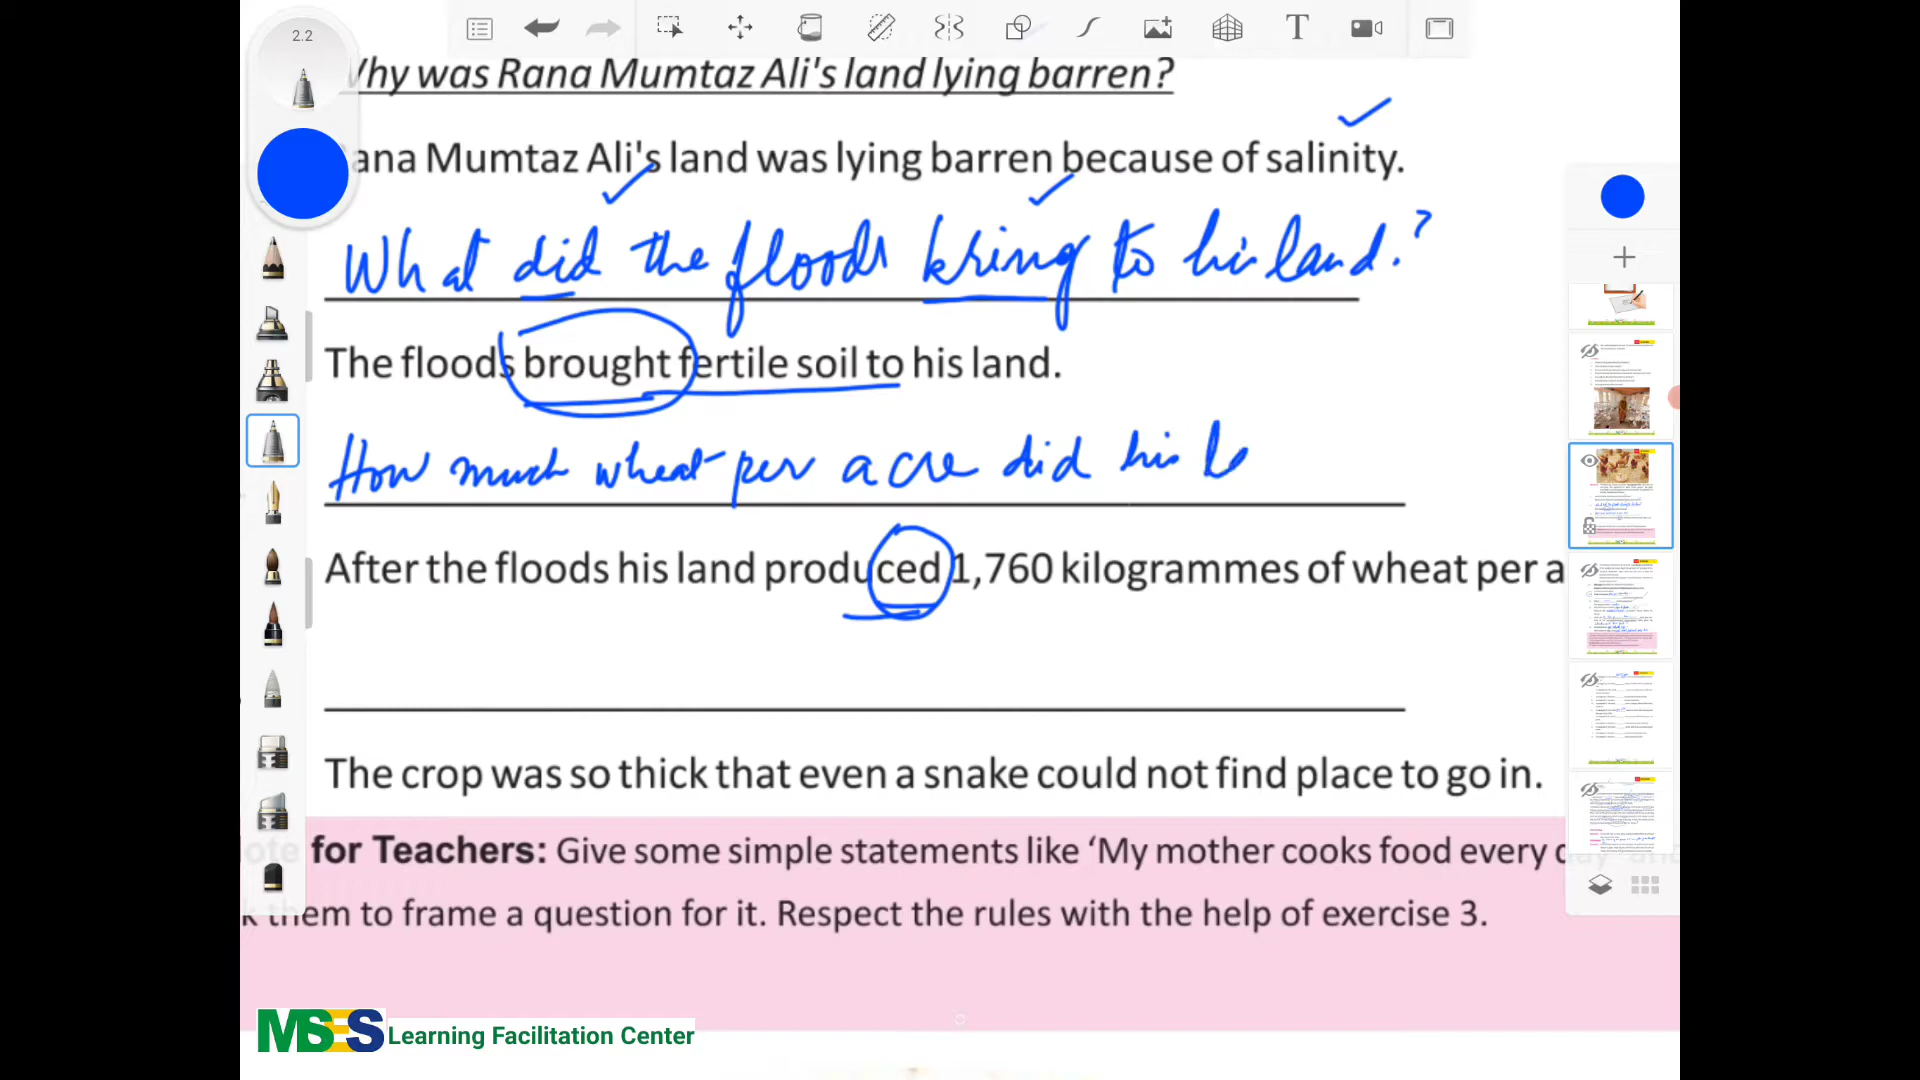 2.2
Why was Rana Mumtaz Ali's land lying barren?
Rana Mumtaz Ali's land was lying barren because of salinity.
What did the floods bring to his land.?
The floods brought fertile soil to his land.
How much wheat per acre did his
After the floods his land produced 1,760 kilogrammes of wheat per a
The crop was so thick that even a snake could not find place to go in.
ote for Teachers: Give some simple statements like ‘My mother cooks food every day’ and
k them to frame a question for it. Respect the rules with the help of exercise 3.
MSES Learning Facilitation Center